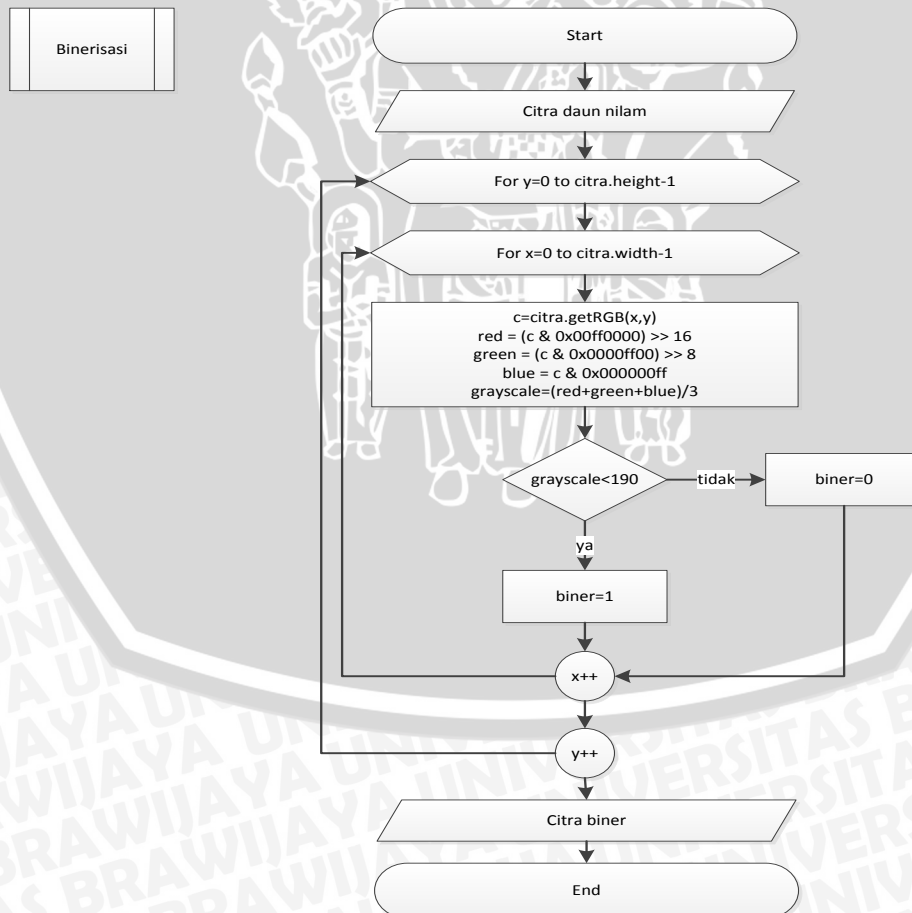 Binerisasi
Start
Citra daun nilam
For y=0 to citra.height-1
For x=0 to citra.width-1
c=citra.getRGB(x,y)
red = (c & 0x00ff0000) >> 16
green = (c & 0x0000ff00) >> 8
blue = c & 0x000000ff
grayscale=(red+green+blue)/3
grayscale<190
tidak
biner=0
ya
biner=1
x++
y++
Citra biner
End